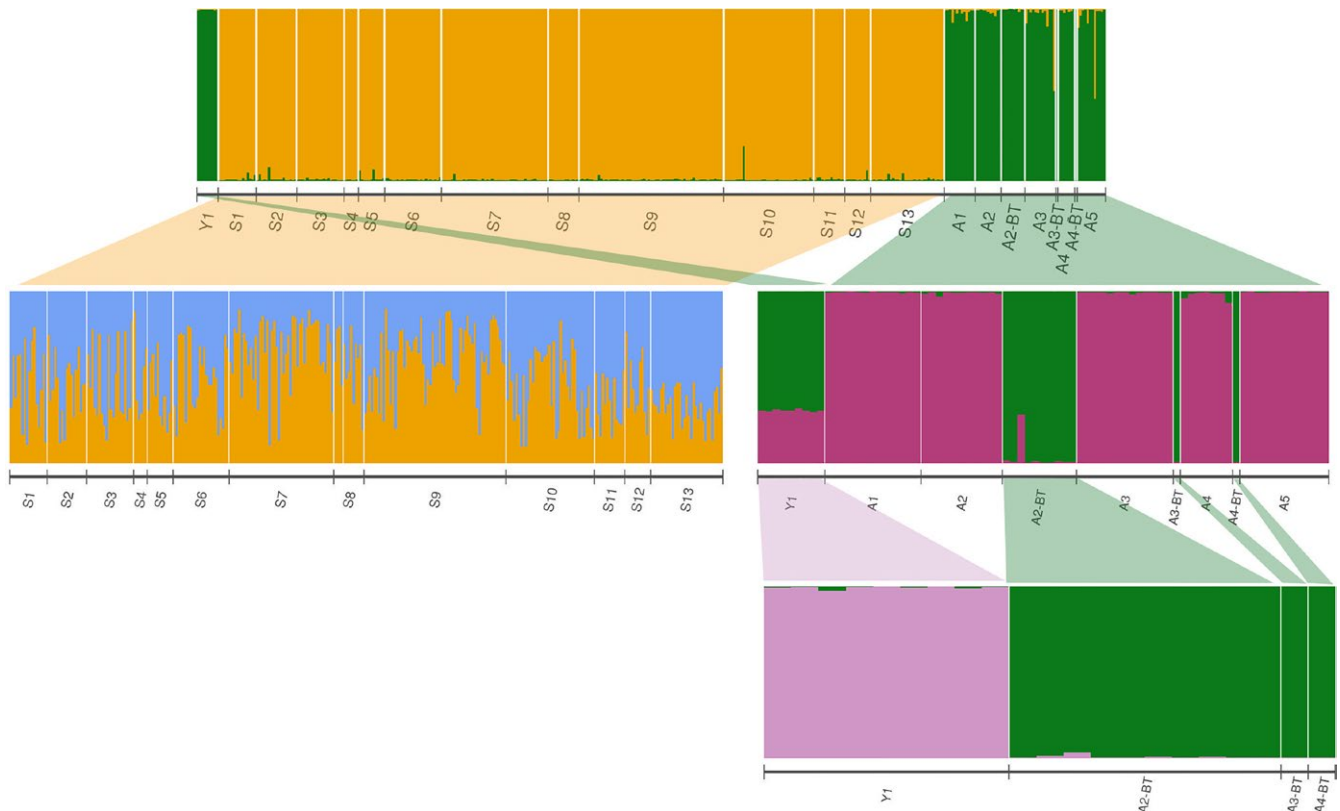 Y1 S1 S2 S3 S4 S5 S6 S7 S8 S9 S10 S11 S12 S13 A1 A2 A2-BT A3 A3-BT A4 A4-BT A5
S1 S2 S3 S4 S5 S6 S7 S8 S9 S10 S11 S12 S13
Y1 A1 A2 A2-BT A3 A3-BT A4 A4-BT A5
Y1 A2-BT A3-BT A4-BT